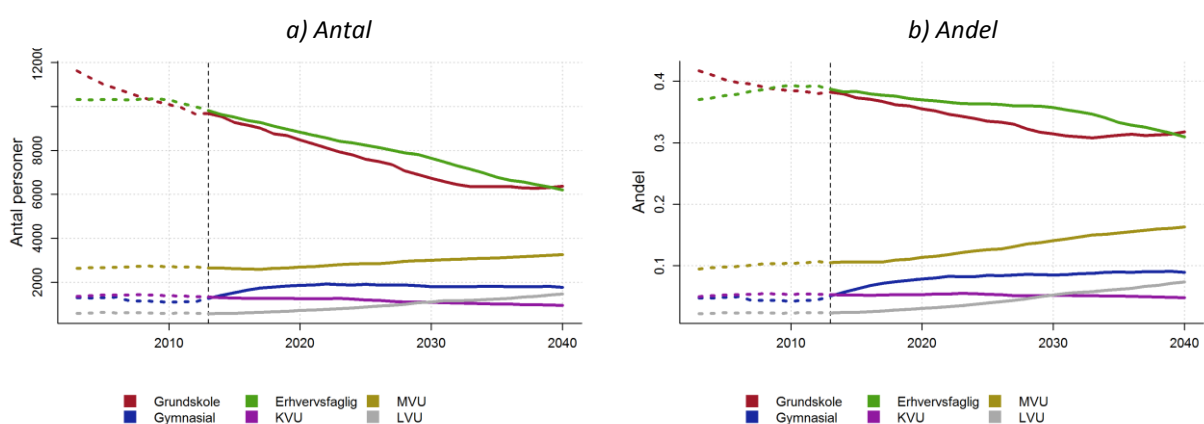 a) Antal
Antal personer
12000
10000
8000
6000
4000
2000
2010
2020
2030
2040
Grundskole
Erhvervsfaglig
MVU
Gymnasial
KVU
LVU
b) Andel
Andel
0.4
0.3
0.2
0.1
2010
2020
2030
2040
Grundskole
Erhvervsfaglig
MVU
Gymnasial
KVU
LVU